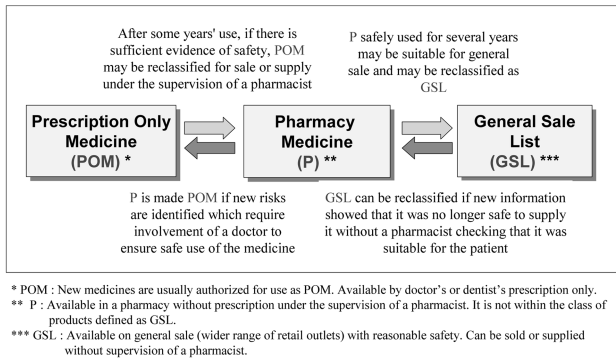 After some years' use, if there is
sufficient evidence of safety, POM
may be reclassified for sale or supply
under the supervision of a pharmacist
P safely used for several years
may be suitable for general
sale and may be reclassified as
GSL
Prescription Only
Medicine
(POM) *
Pharmacy
Medicine
(P) **
General Sale
List
(GSL) ***
P is made POM if new risks
are identified which require
involvement of a doctor to
ensure safe use of the medicine
GSL can be reclassified if new information
showed that it was no longer safe to supply
it without a pharmacist checking that it was
suitable for the patient
* POM : New medicines are usually authorized for use as POM. Available by doctor's or dentist's prescription only.
** P : Available in a pharmacy without prescription under the supervision of a pharmacist. It is not within the class of
products defined as GSL.
*** GSL : Available on general sale (wider range of retail outlets) with reasonable safety. Can be sold or supplied
without supervision of a pharmacist.